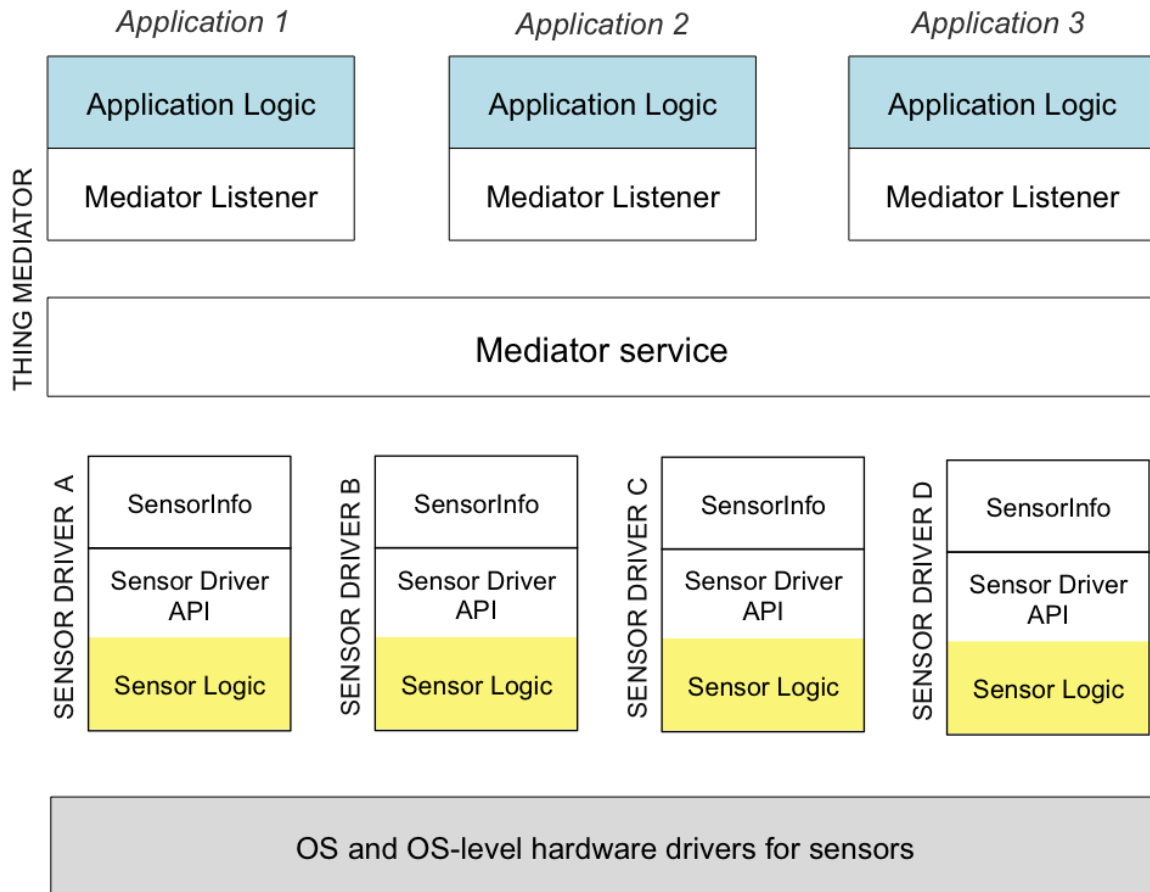 Application 1
Application 2
Application 3
Application Logic
Application Logic
Application Logic
Mediator Listener
Mediator Listener
Mediator Listener
THING MEDIATOR
Mediator service
SENSOR DRIVER A
SensorInfo
Sensor Driver
API
Sensor Logic
SENSOR DRIVER B
SensorInfo
Sensor Driver
API
Sensor Logic
SENSOR DRIVER C
SensorInfo
Sensor Driver
API
Sensor Logic
SENSOR DRIVER D
SensorInfo
Sensor Driver
API
Sensor Logic
OS and OS-level hardware drivers for sensors